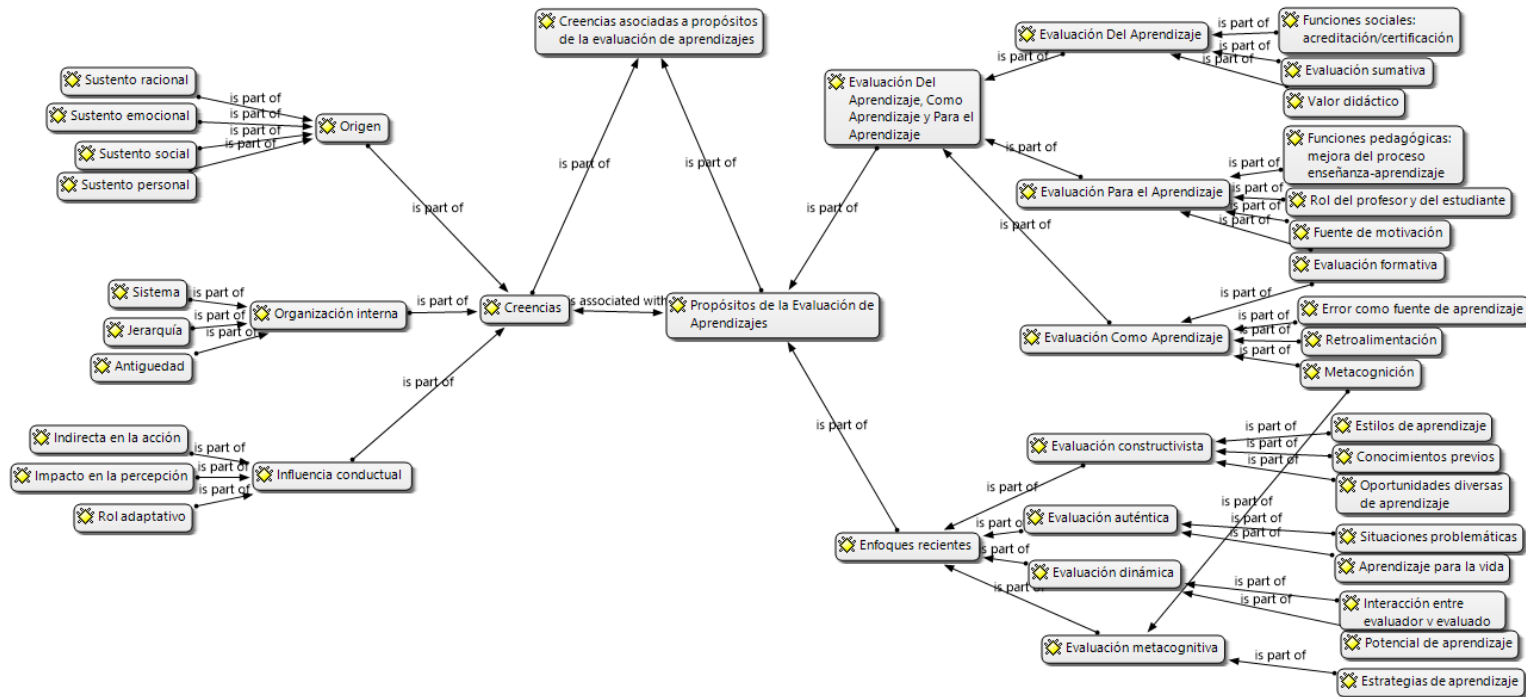 Creencias asociadas a propósitos
de la evaluación de aprendizajes
Sustento racional
is part of
Sustento emocional
is part of
is part of
Sustento social
is part of
Sustento personal
Origen
is part of
is part of
is part of
Sistema
is part of
Jerarquía
is part of
is part of
Antiguedad
Organización interna
is part of
Creencias
is associated with
Propósitos de la Evaluación de
Aprendizajes
is part of
Indirecta en la acción
is part of
Impacto en la percepción
is part of
is part of
Rol adaptativo
Influencia conductual
Evaluación Del
Aprendizaje, Como
Aprendizaje y Para el
Aprendizaje
is part of
is part of
Evaluación Del Aprendizaje
is part of
Funciones sociales:
acreditación/certificación
is part of
Evaluación sumativa
is part of
Valor didáctico
is part of
Evaluación Para el Aprendizaje
Funciones pedagógicas:
mejora del proceso
enseñanza-aprendizaje
is part of
is part of
Rol del profesor y del estudiante
is part of
Fuente de motivación
is part of
Evaluación formativa
is part of
Evaluación Como Aprendizaje
is part of
Error como fuente de aprendizaje
is part of
is part of
Retroalimentación
is part of
Metacognición
is part of
Enfoques recientes
is part of
Evaluación constructivista
is part of
Estilos de aprendizaje
is part of
Conocimientos previos
is part of
Oportunidades diversas
de aprendizaje
is part of
is part of
Evaluación auténtica
is part of
Situaciones problemáticas
is part of
Aprendizaje para la vida
is part of
Evaluación dinámica
is part of
Interacción entre
evaluador y evaluado
is part of
Potencial de aprendizaje
is part of
Evaluación metacognitiva
is part of
Estrategias de aprendizaje